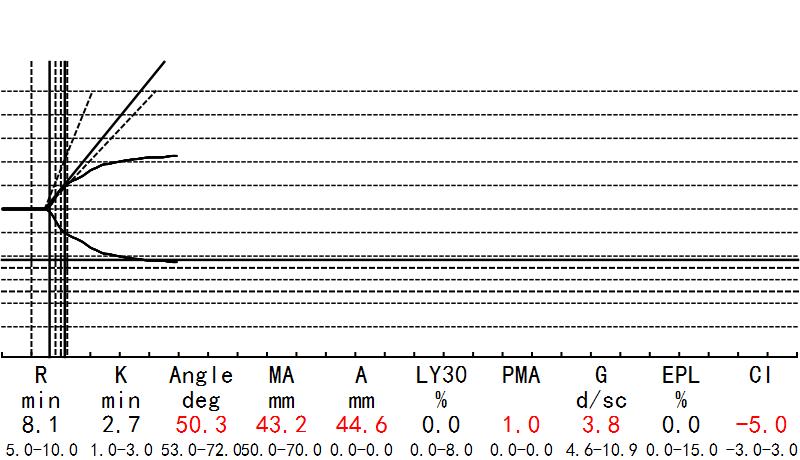 R K Angle MA A LY30 PMA G EPL CI
min min deg mm mm % d/sc %
8.1 2.7 50.3 43.2 44.6 0.0 1.0 3.8 0.0 -5.0
5.0-10.0 1.0-3.0 53.0-72.050.0-70.0 0.0-0.0 0.0-8.0 0.0-0.0 4.6-10.9 0.0-15.0 -3.0-3.0